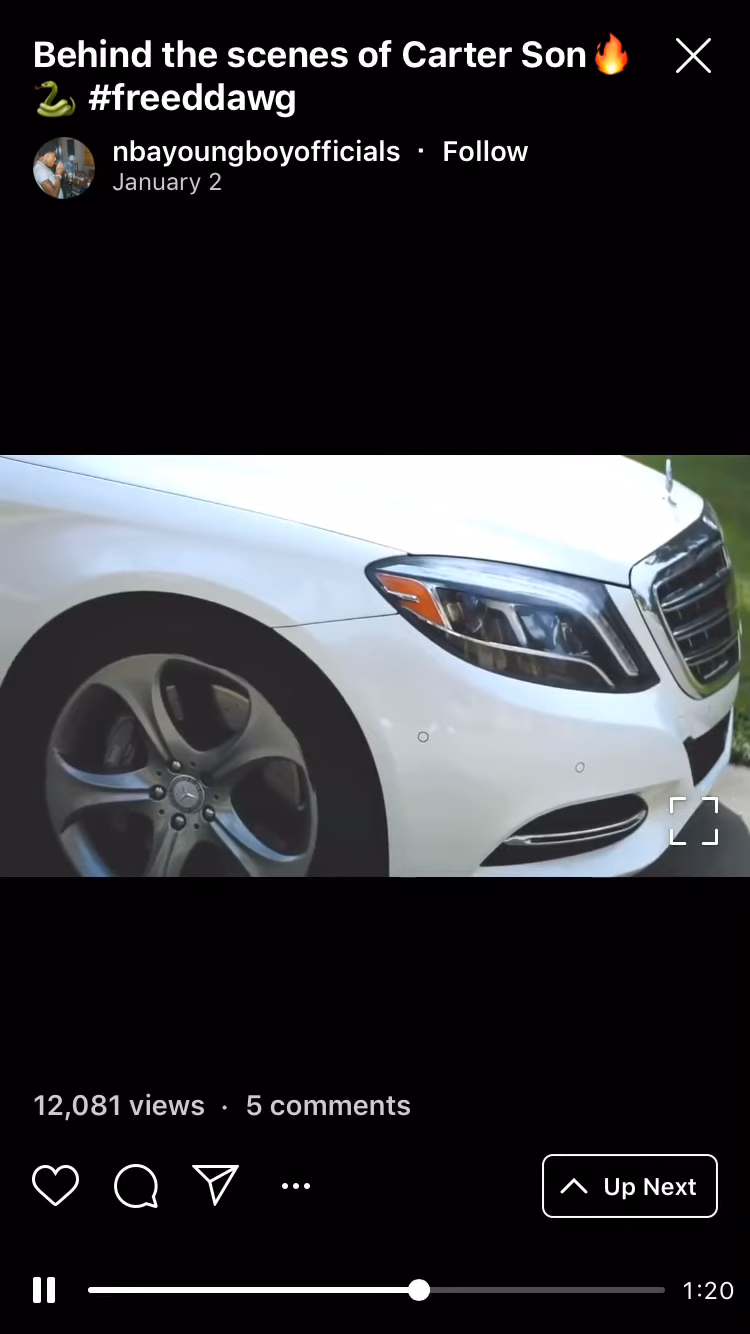 Behind the scenes of Carter Son🔥
🐍 #freeddawg
nbayoungboyofficials · Follow
January 2
12,081 views · 5 comments
Up Next
1:20